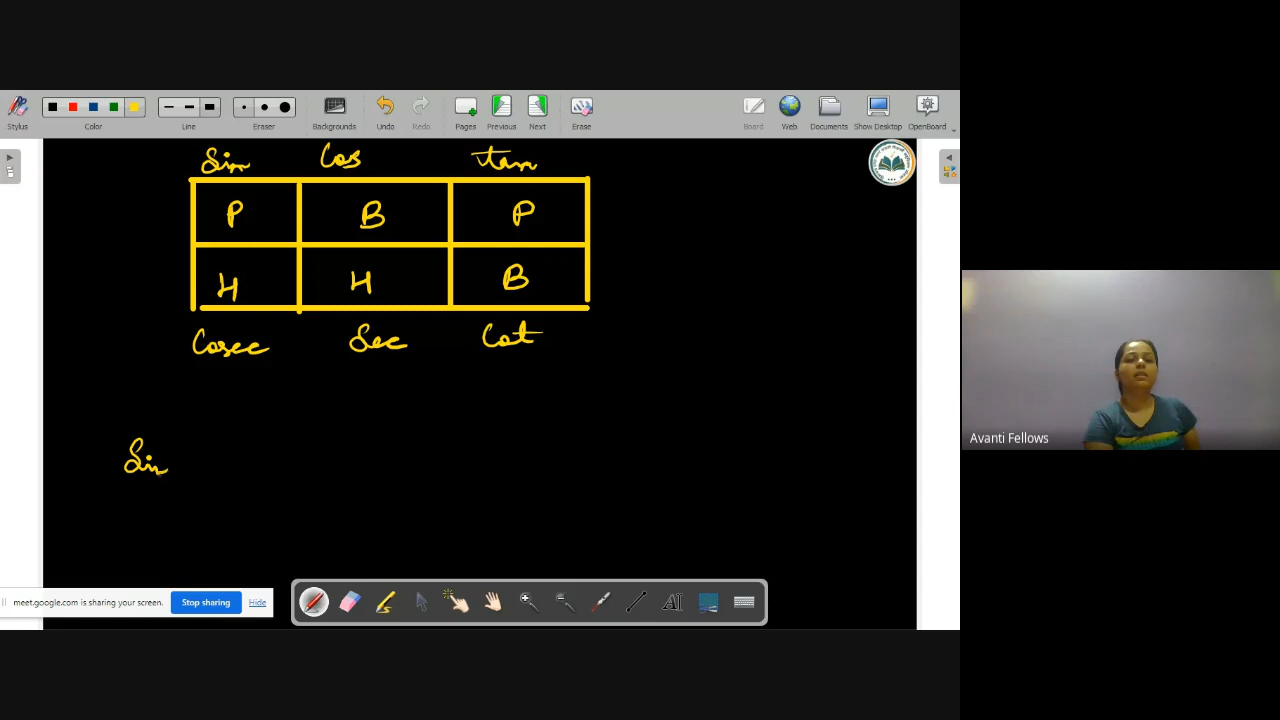 Stylus Color Line Eraser Backgrounds Undo Redo Pages Previous Next Erase Board Web Documents Show Desktop OpenBoard
Sin Cos tan
P B P
H H B
Cosec Sec Cot
Sin
Avanti Fellows
meet.google.com is sharing your screen. Stop sharing Hide
AI